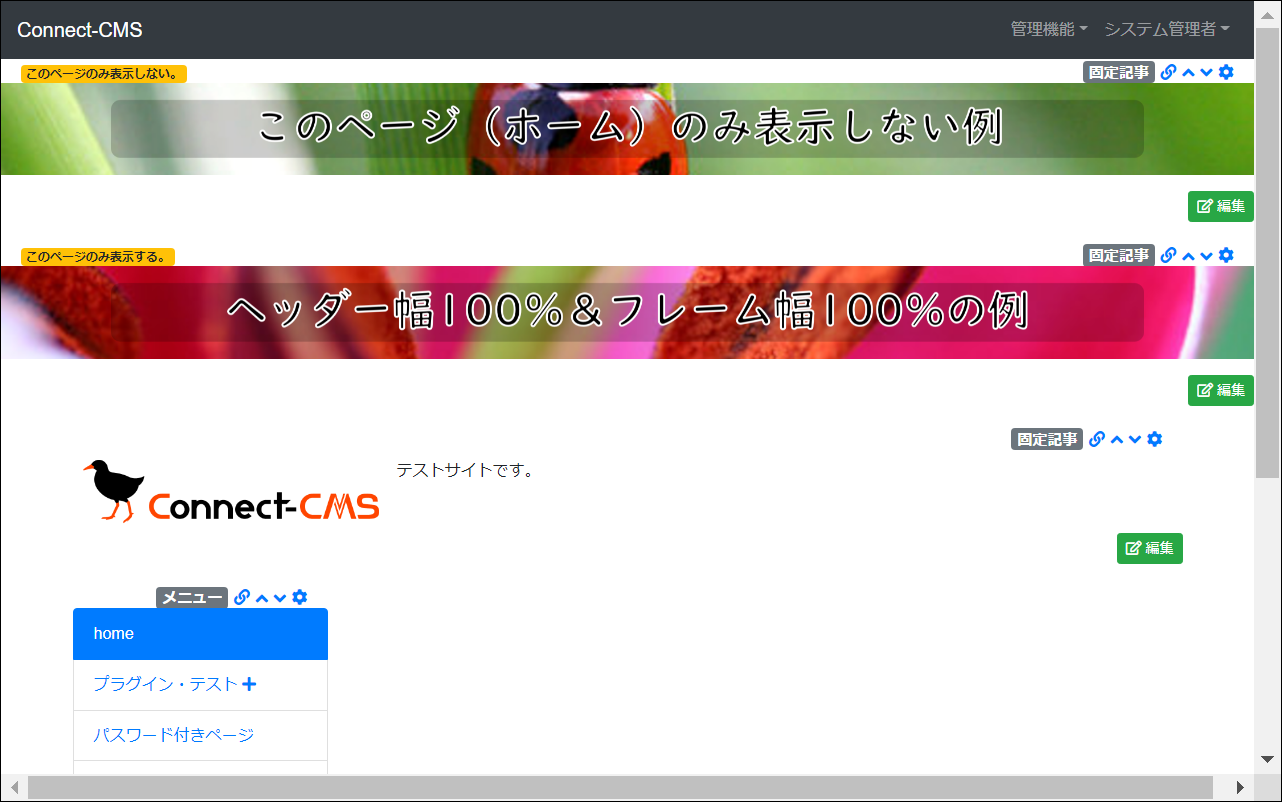 Connect-CMS
管理機能 システム管理者
このページのみ表示しない。
固定記事
このページ（ホーム）のみ表示しない例
編集
このページのみ表示する。
固定記事
ヘッダー幅100%＆フレーム幅100%の例
編集
固定記事
Connect-CMS
テストサイトです。
編集
メニュー
home
プラグイン・テスト
パスワード付きページ